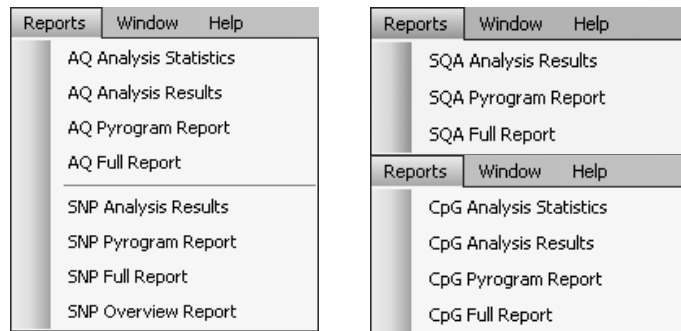 Reports Window Help
AQ Analysis Statistics
AQ Analysis Results
AQ Pyrogram Report
AQ Full Report
SNP Analysis Results
SNP Pyrogram Report
SNP Full Report
SNP Overview Report
Reports Window Help
SQA Analysis Results
SQA Pyrogram Report
SQA Full Report
Reports Window Help
CpG Analysis Statistics
CpG Analysis Results
CpG Pyrogram Report
CpG Full Report